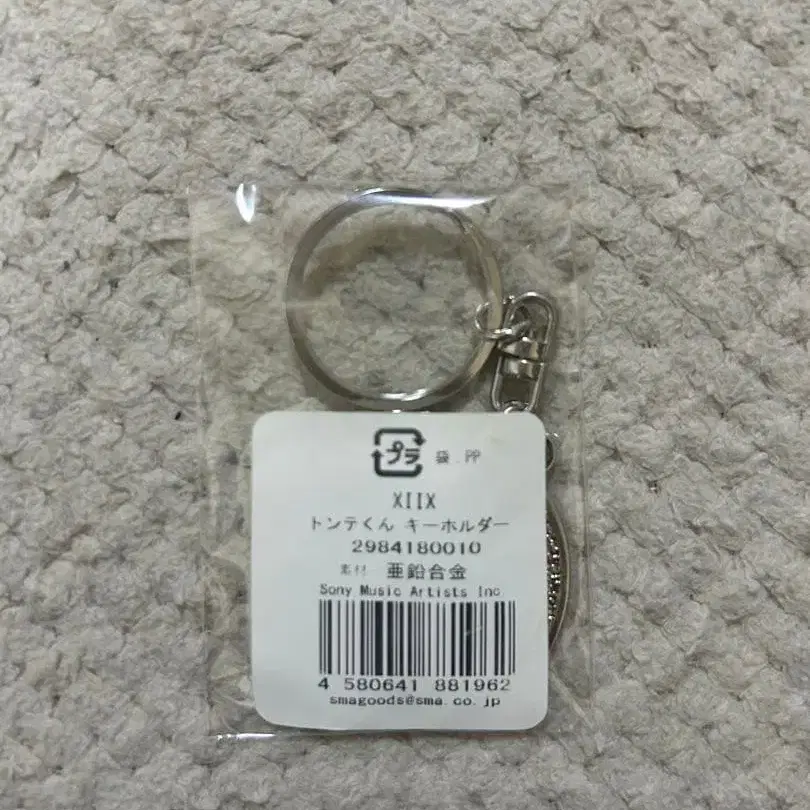 プラ 袋.PP
XIIX
トンテくん キーホルダー
2984180010
素材 亜鉛合金
Sony Music Artists Inc
4 580641 881962
smagoods@sma.co.jp